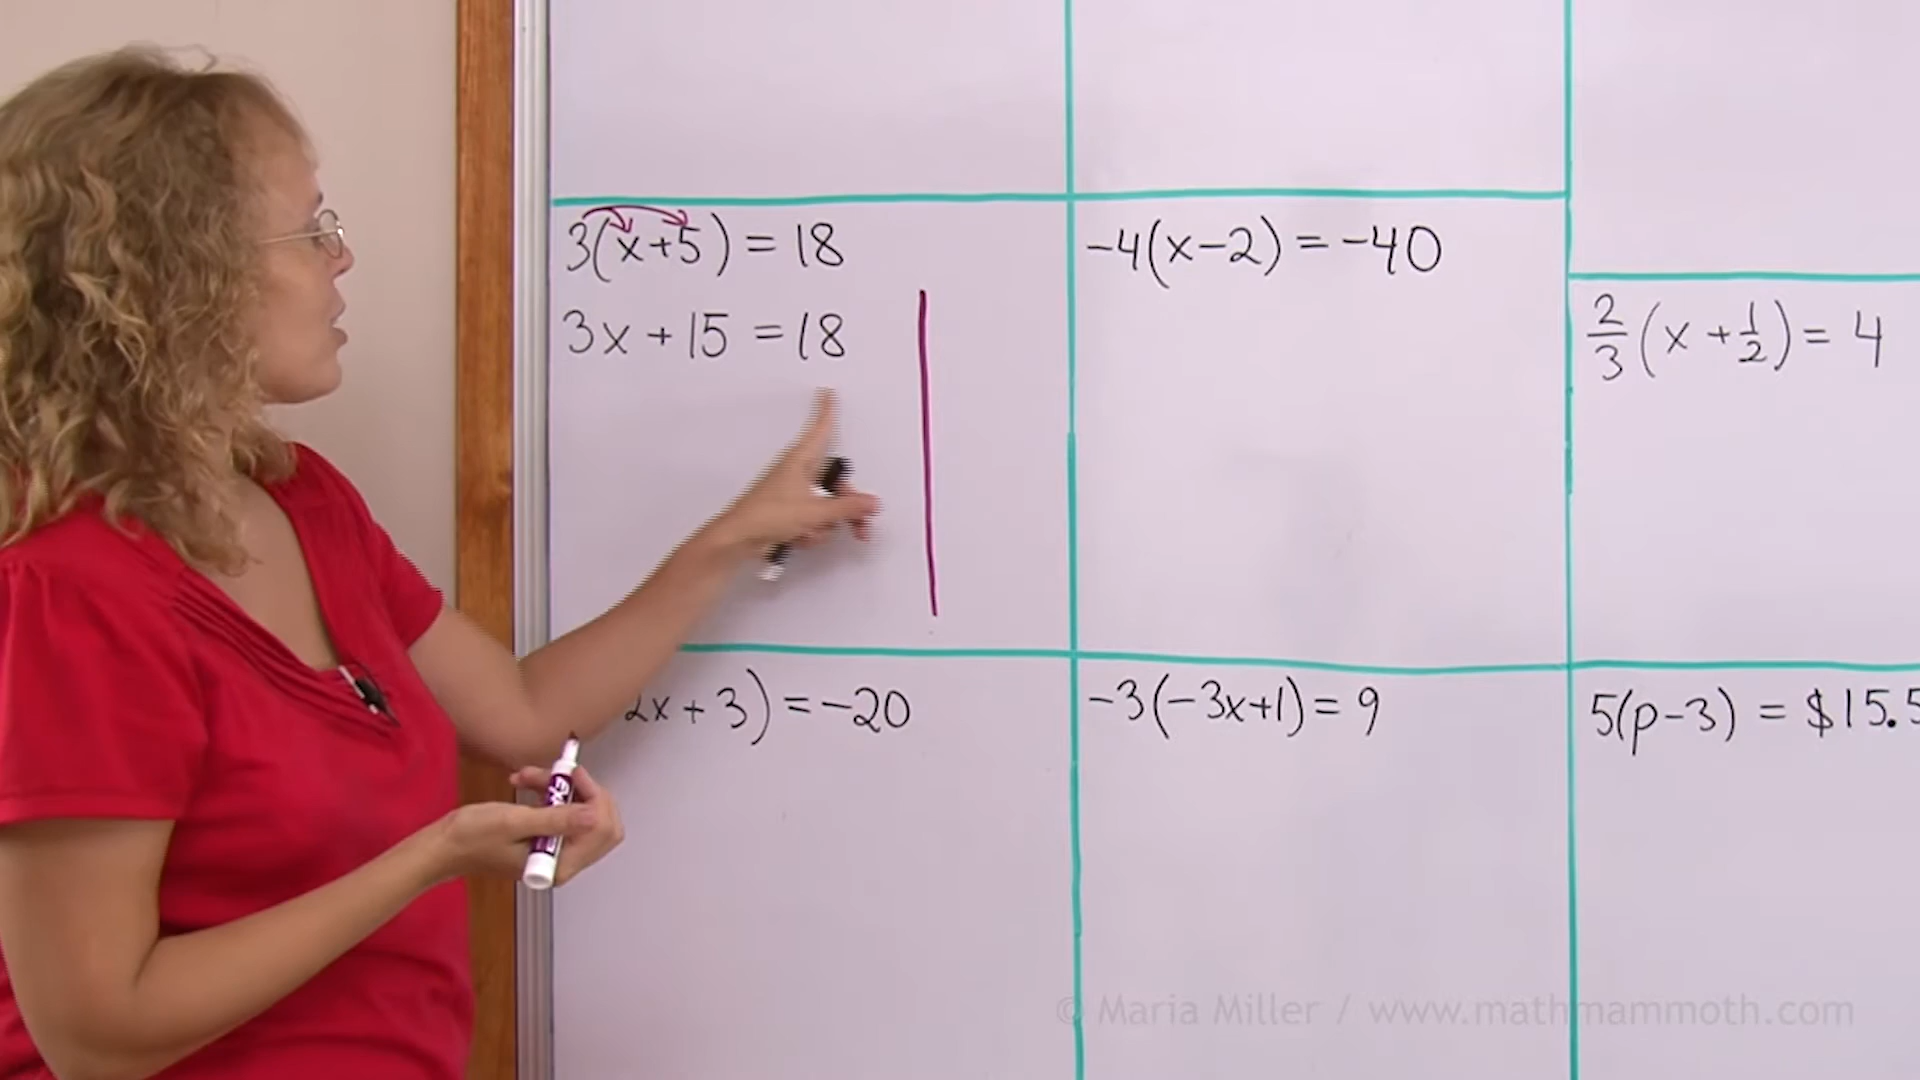 3(x+5) = 18
3x + 15 = 18
-4(x-2) = -40
2/3 (x + 1/2) = 4
2x + 3) = -20
-3(-3x+1) = 9
5(p-3) = $15.5
© Maria Miller / www.mathmammoth.com